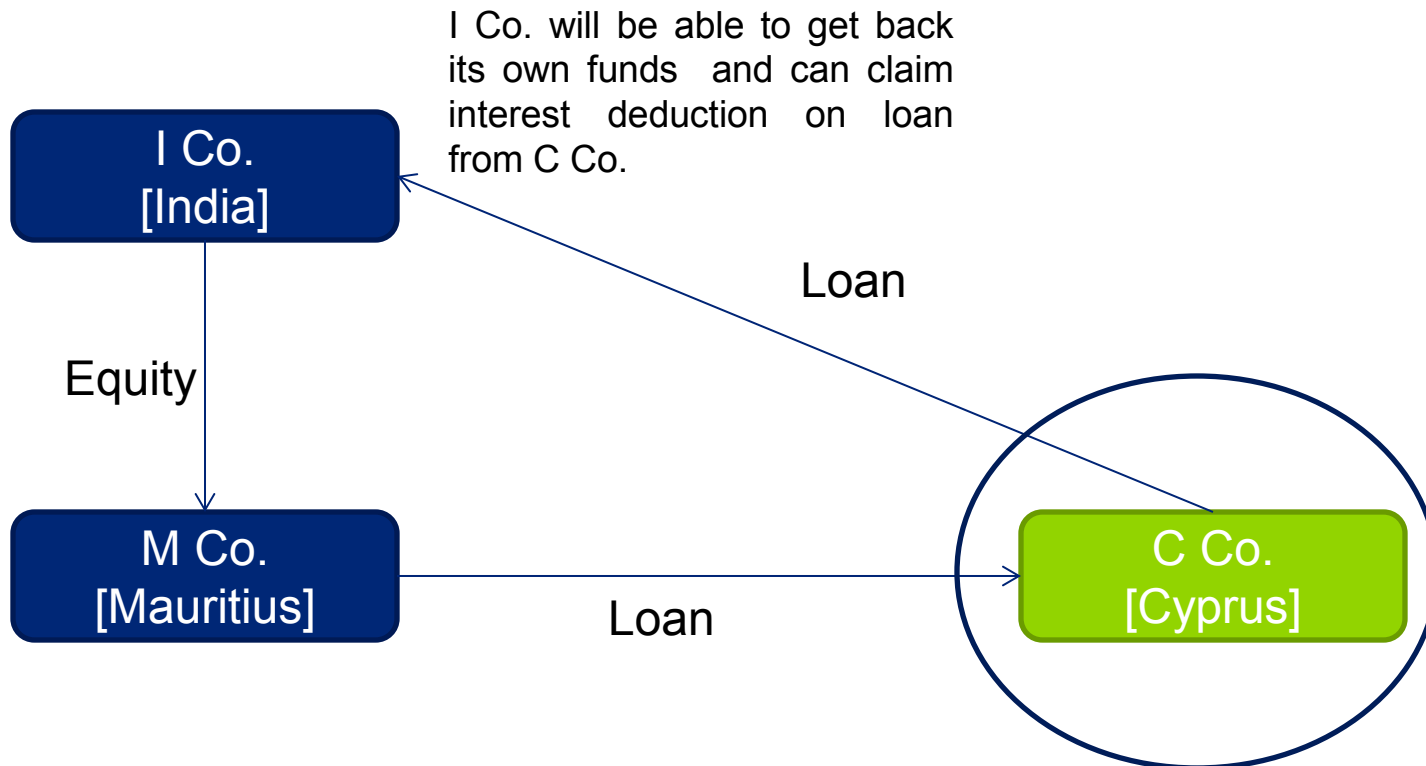 I Co. will be able to get back
its own funds and can claim
interest deduction on loan
from C Co.
I Co.
[India]
Loan
Equity
M Co.
[Mauritius]
Loan
C Co.
[Cyprus]